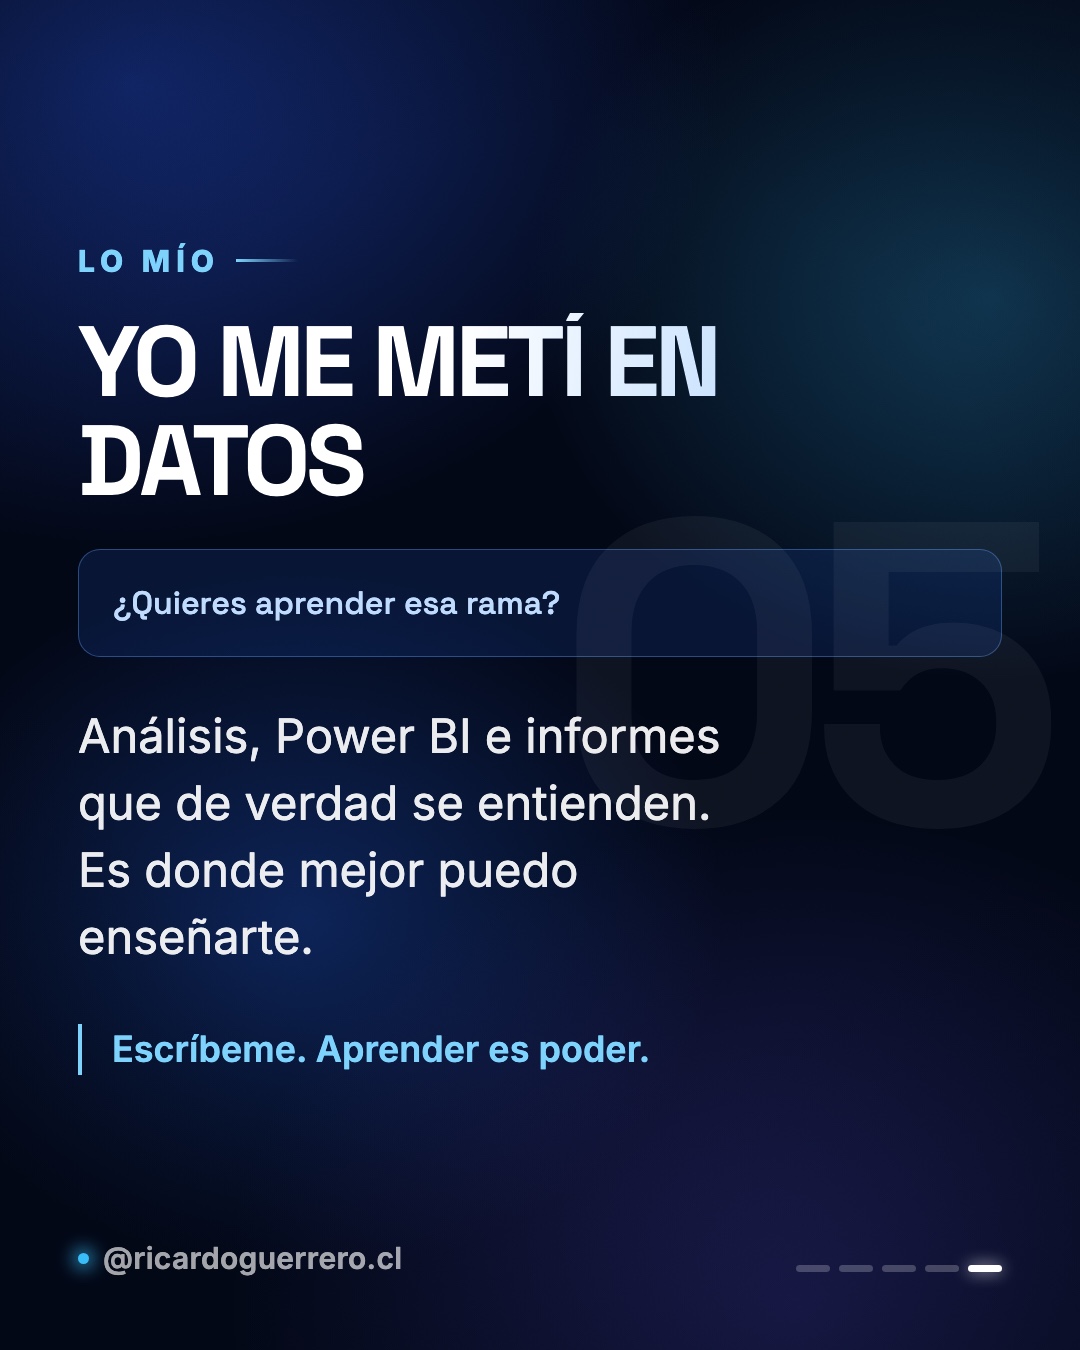 LO MÍO
YO ME METÍ EN
DATOS
05
¿Quieres aprender esa rama?
Análisis, Power BI e informes
que de verdad se entienden.
Es donde mejor puedo
enseñarte.
Escríbeme. Aprender es poder.
@ricardoguerrero.cl